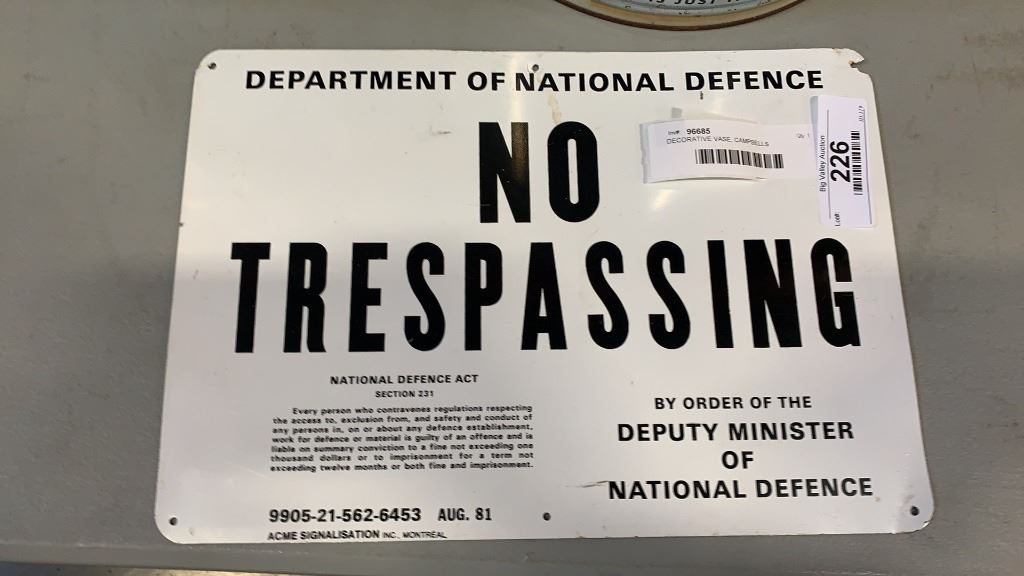 IS JUST
DEPARTMENT OF NATIONAL DEFENCE
Inv#: 96685
Qty: 1
DECORATIVE VASE, CAMPBELLS
Big Valley Auction
Lot#: 226
NO
TRESPASSING
NATIONAL DEFENCE ACT
SECTION 231
Every person who contravenes regulations respecting
the access to, exclusion from, and safety and conduct of
any persons in, on or about any defence establishment,
work for defence or material is guilty of an offence and is
liable on summary conviction to a fine not exceeding one
thousand dollars or to imprisonment for a term not
exceeding twelve months or both fine and imprisonment.
BY ORDER OF THE
DEPUTY MINISTER
OF
NATIONAL DEFENCE
9905-21-562-6453 AUG. 81
ACME SIGNALISATION INC., MONTRÉAL